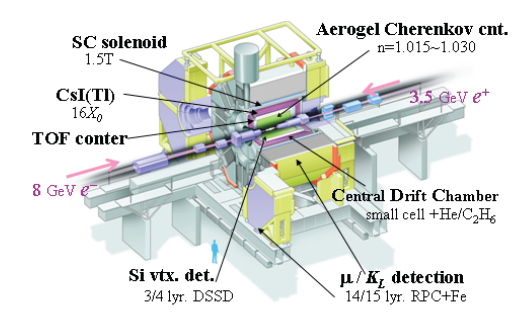 Aerogel Cherenkov cnt.
n=1.015~1.030
SC solenoid
1.5T
CsI(Tl)
16X₀
TOF conter
3.5 GeV e⁺
8 GeV e⁻
Central Drift Chamber
small cell +He/C₂H₆
Si vtx. det.
3/4 lyr. DSSD
μ / K_L detection
14/15 lyr. RPC+Fe